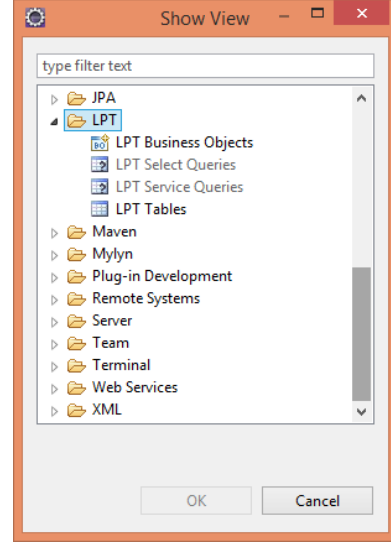 Show View
type filter text
JPA
LPT
LPT Business Objects
LPT Select Queries
LPT Service Queries
LPT Tables
Maven
Mylyn
Plug-in Development
Remote Systems
Server
Team
Terminal
Web Services
XML
OK Cancel